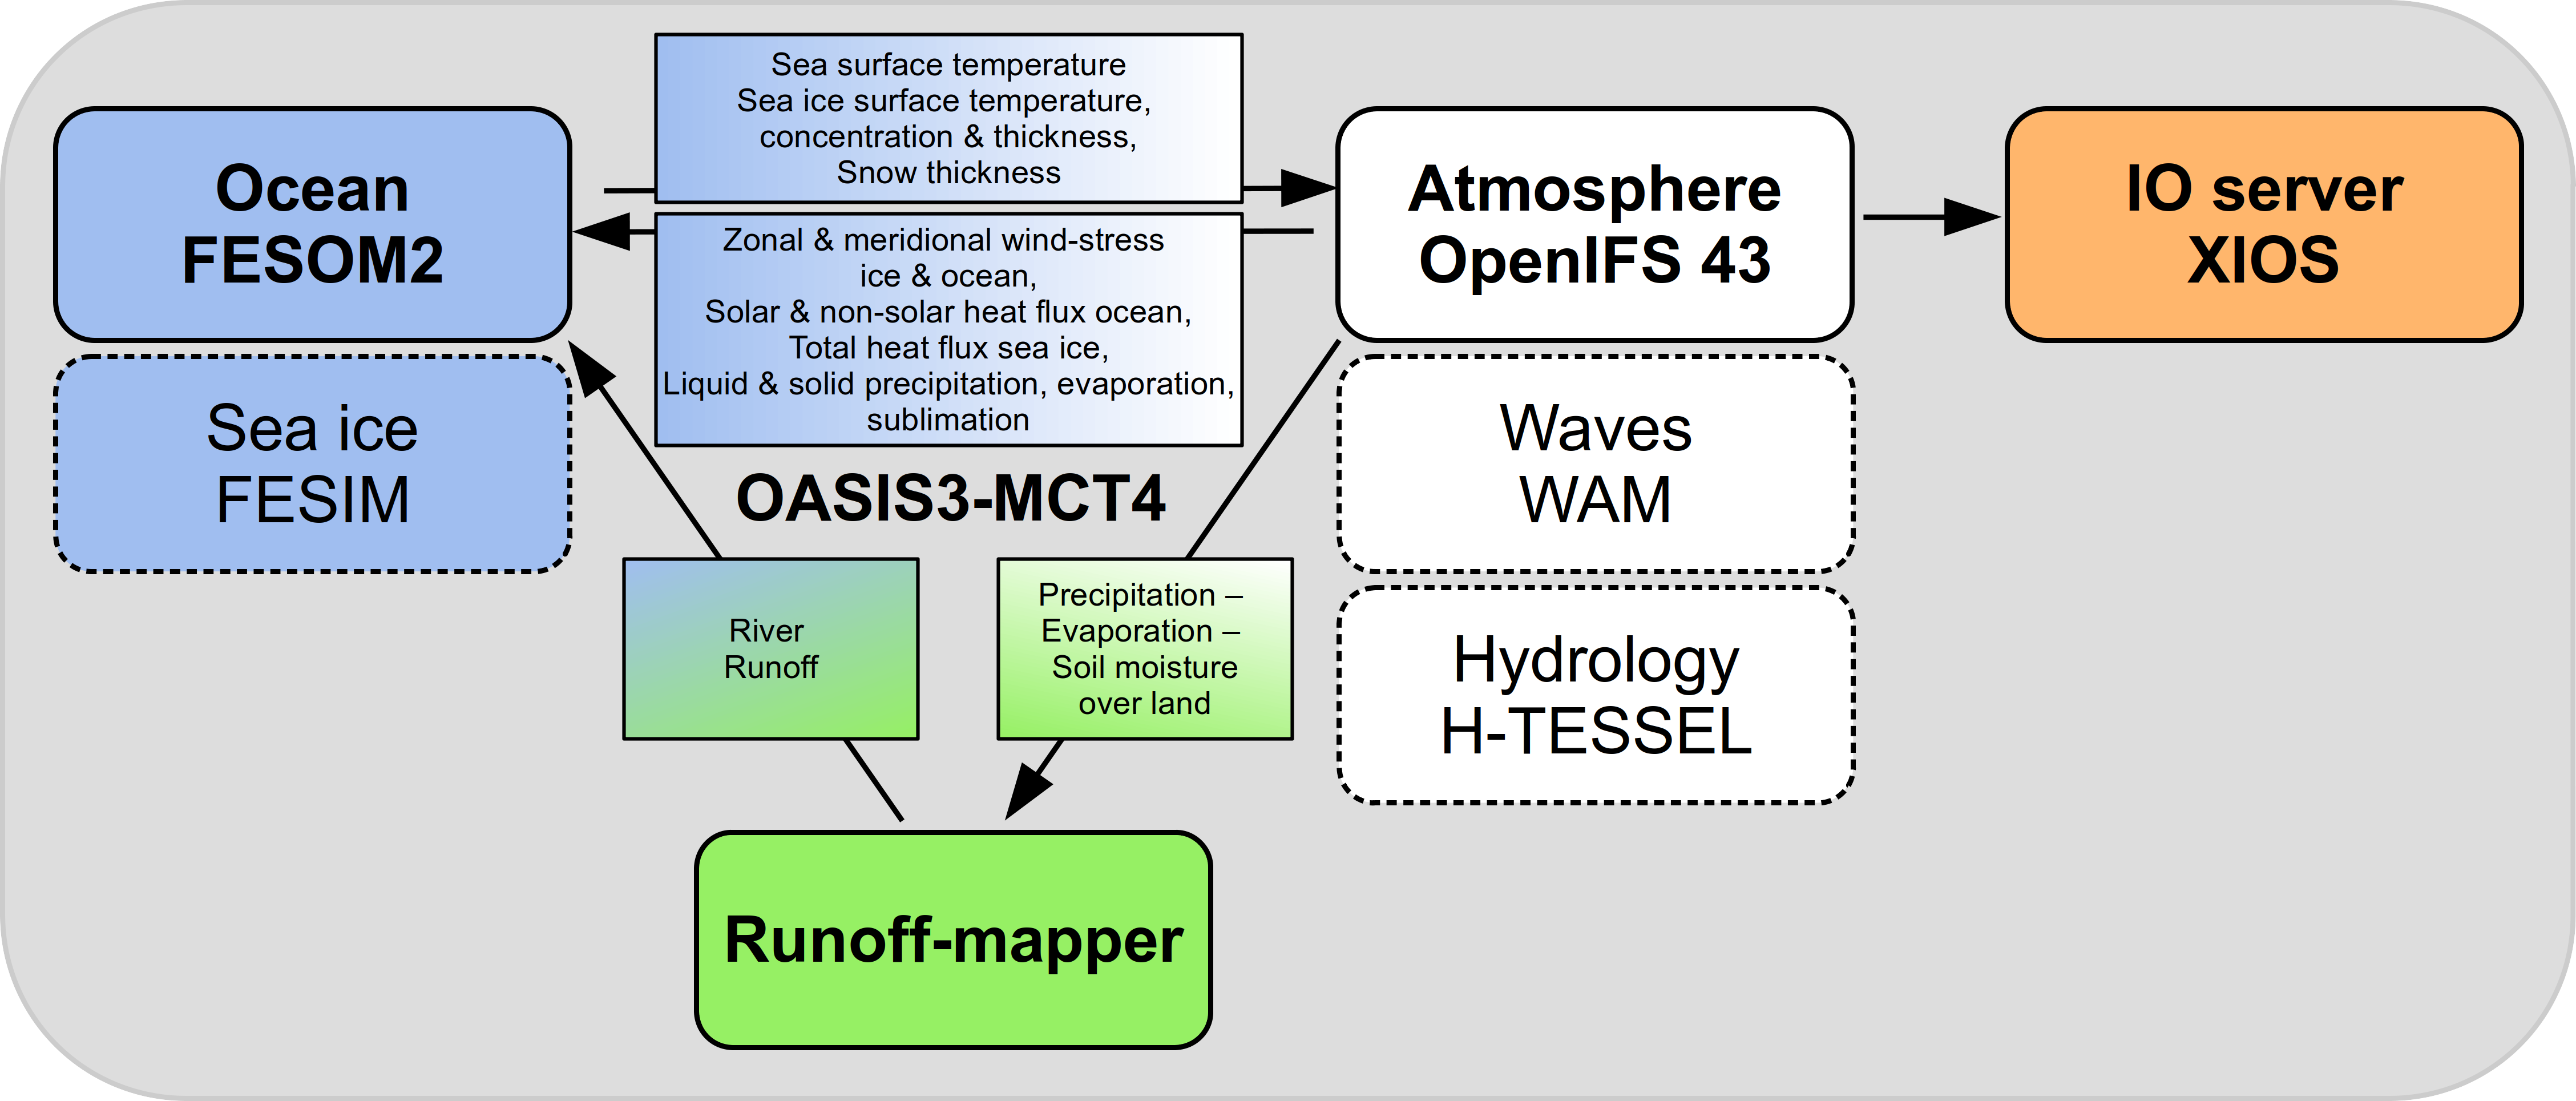 Sea surface temperature
Sea ice surface temperature,
concentration & thickness,
Snow thickness
Ocean
FESOM2
Atmosphere
OpenIFS 43
IO server
XIOS
Zonal & meridional wind-stress
ice & ocean,
Solar & non-solar heat flux ocean,
Total heat flux sea ice,
Liquid & solid precipitation, evaporation,
sublimation
Sea ice
FESIM
Waves
WAM
OASIS3-MCT4
River
Runoff
Precipitation –
Evaporation –
Soil moisture
over land
Hydrology
H-TESSEL
Runoff-mapper